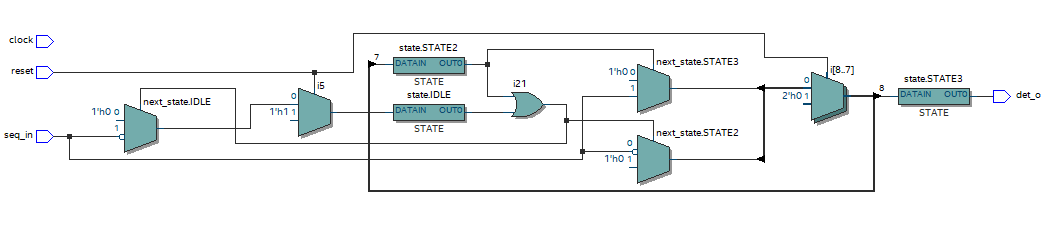 clock
reset
seq_in
1'h0 0
1
next_state.IDLE
0
1'h1 1
i5
7
state.STATE2
DATAIN OUT0
STATE
state.IDLE
DATAIN OUT0
STATE
i21
next_state.STATE3
1'h0 0
1
next_state.STATE2
0
1'h0 1
i[8..7]
0
2'h0 1
8
state.STATE3
DATAIN OUT0
STATE
det_o